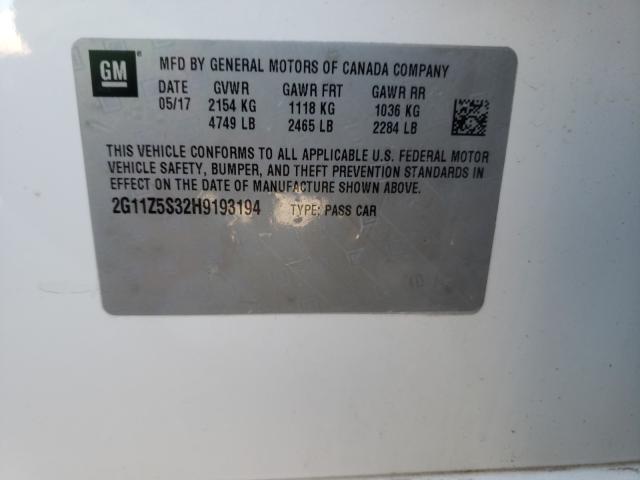 GM
MFD BY GENERAL MOTORS OF CANADA COMPANY
DATE GVWR GAWR FRT GAWR RR
05/17 2154 KG 1118 KG 1036 KG
4749 LB 2465 LB 2284 LB
THIS VEHICLE CONFORMS TO ALL APPLICABLE U.S. FEDERAL MOTOR
VEHICLE SAFETY, BUMPER, AND THEFT PREVENTION STANDARDS IN
EFFECT ON THE DATE OF MANUFACTURE SHOWN ABOVE.
2G11Z5S32H9193194 TYPE: PASS CAR